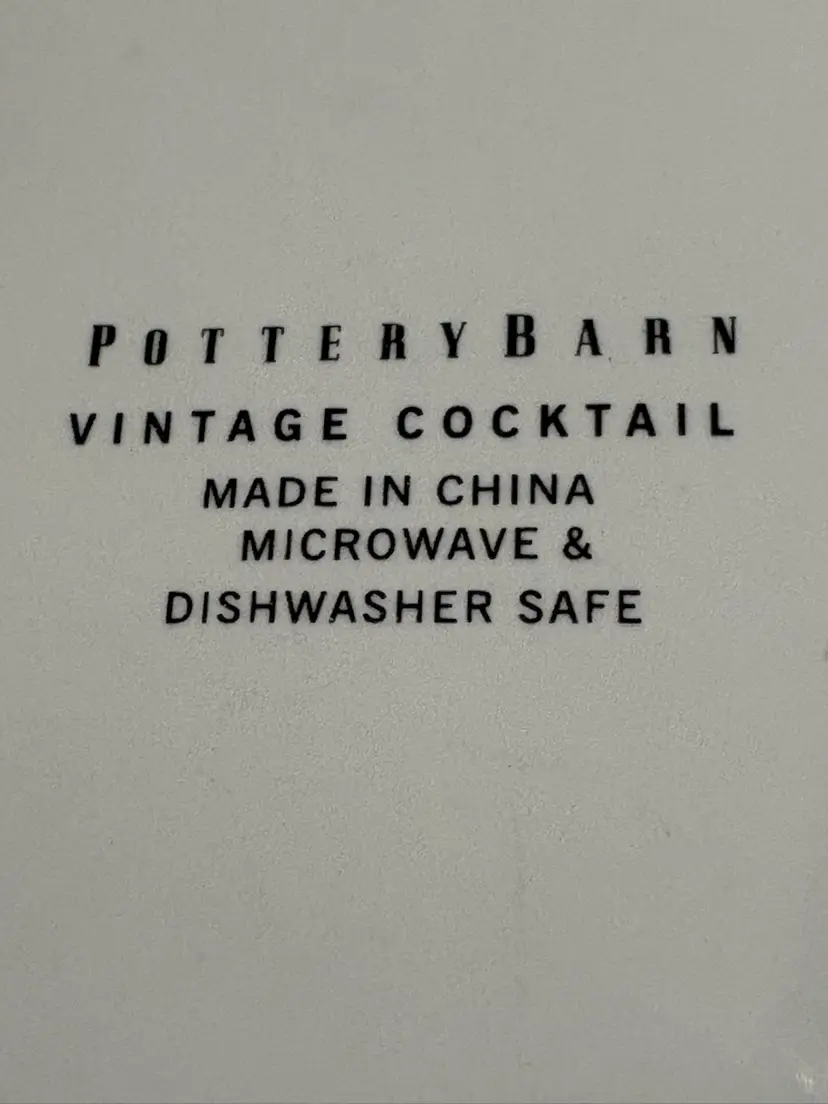 POTTERYBARN
VINTAGE COCKTAIL
MADE IN CHINA
MICROWAVE &
DISHWASHER SAFE